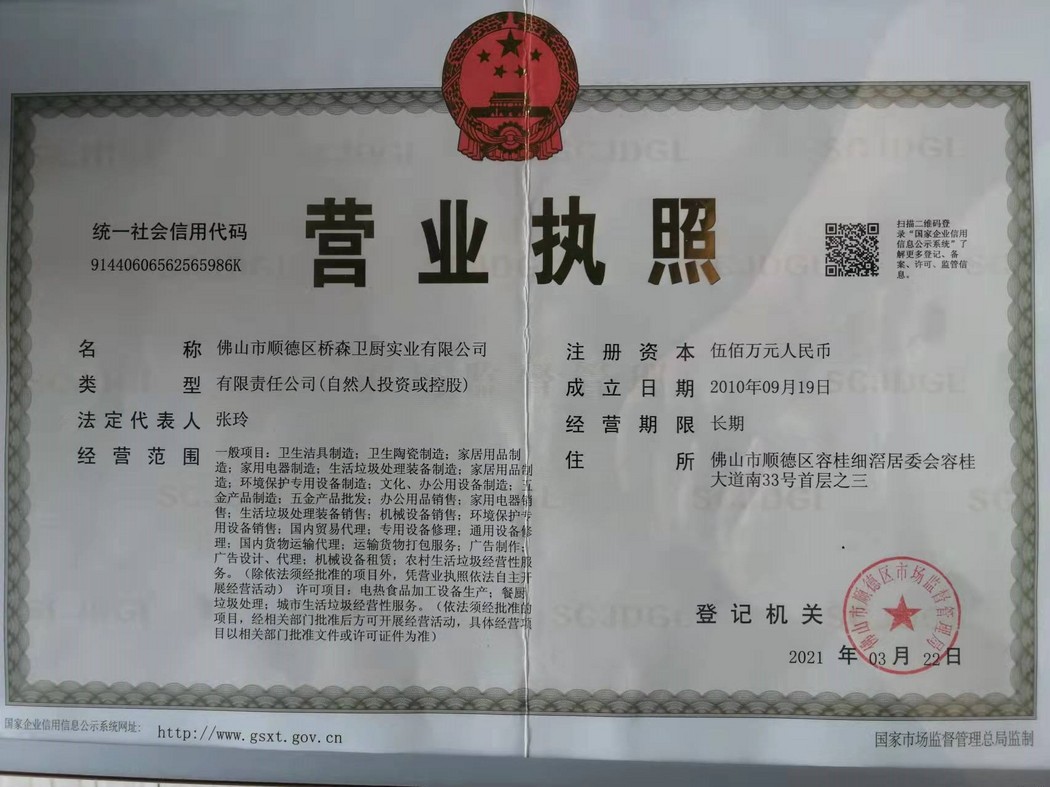 营业执照
统一社会信用代码
91440606562565986K
扫描二维码登
录“国家企业信用
信息公示系统”了
解更多登记、备
案、许可、监管信
息。
名称 佛山市顺德区桥森卫厨实业有限公司
类型 有限责任公司(自然人投资或控股)
法定代表人 张玲
经营范围 一般项目：卫生洁具制造；卫生陶瓷制造；家居用品制
造；家用电器制造；生活垃圾处理装备制造；家居用品制
造；环境保护专用设备制造；文化、办公用设备制造；五
金产品制造；五金产品批发；办公用品销售；家用电器销
售；生活垃圾处理装备销售；机械设备销售；环境保护专
用设备销售；国内贸易代理；专用设备修理；通用设备修
理；国内货物运输代理；运输货物打包服务；广告制作；
广告设计、代理；机械设备租赁；农村生活垃圾经营性服
务。（除依法须经批准的项目外，凭营业执照依法自主开
展经营活动） 许可项目：电热食品加工设备生产；餐厨
垃圾处理；城市生活垃圾经营性服务。（依法须经批准的
项目，经相关部门批准后方可开展经营活动，具体经营项
目以相关部门批准文件或许可证件为准）
注册资本 伍佰万元人民币
成立日期 2010年09月19日
经营期限 长期
住所 佛山市顺德区容桂细滘居委会容桂
大道南33号首层之三
登记机关
佛山市顺德区市场监督管理局
2021 年 03 月 22 日
国家企业信用信息公示系统网址： http://www.gsxt.gov.cn
国家市场监督管理总局监制